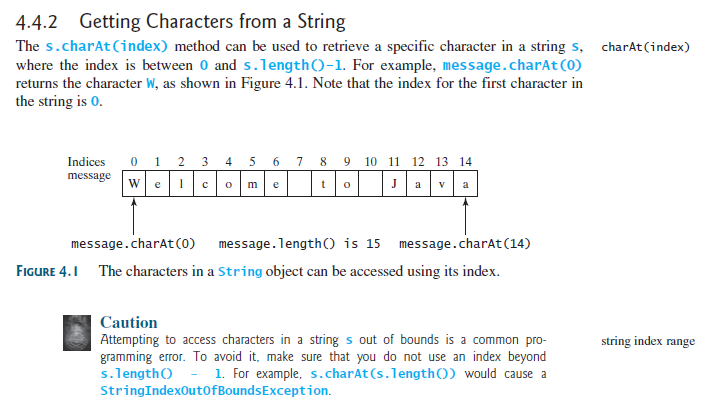 4.4.2 Getting Characters from a String
The s.charAt(index) method can be used to retrieve a specific character in a string s,
charAt(index)
where the index is between 0 and s.length()–1. For example, message.charAt(0)
returns the character W, as shown in Figure 4.1. Note that the index for the first character in
the string is 0.
Indices 0 1 2 3 4 5 6 7 8 9 10 11 12 13 14
message W e l c o m e t o J a v a
message.charAt(0) message.length() is 15 message.charAt(14)
FIGURE 4.1 The characters in a String object can be accessed using its index.
Caution
Attempting to access characters in a string s out of bounds is a common pro-
string index range
gramming error. To avoid it, make sure that you do not use an index beyond
s.length() – 1. For example, s.charAt(s.length()) would cause a
StringIndexOutOfBoundsException.